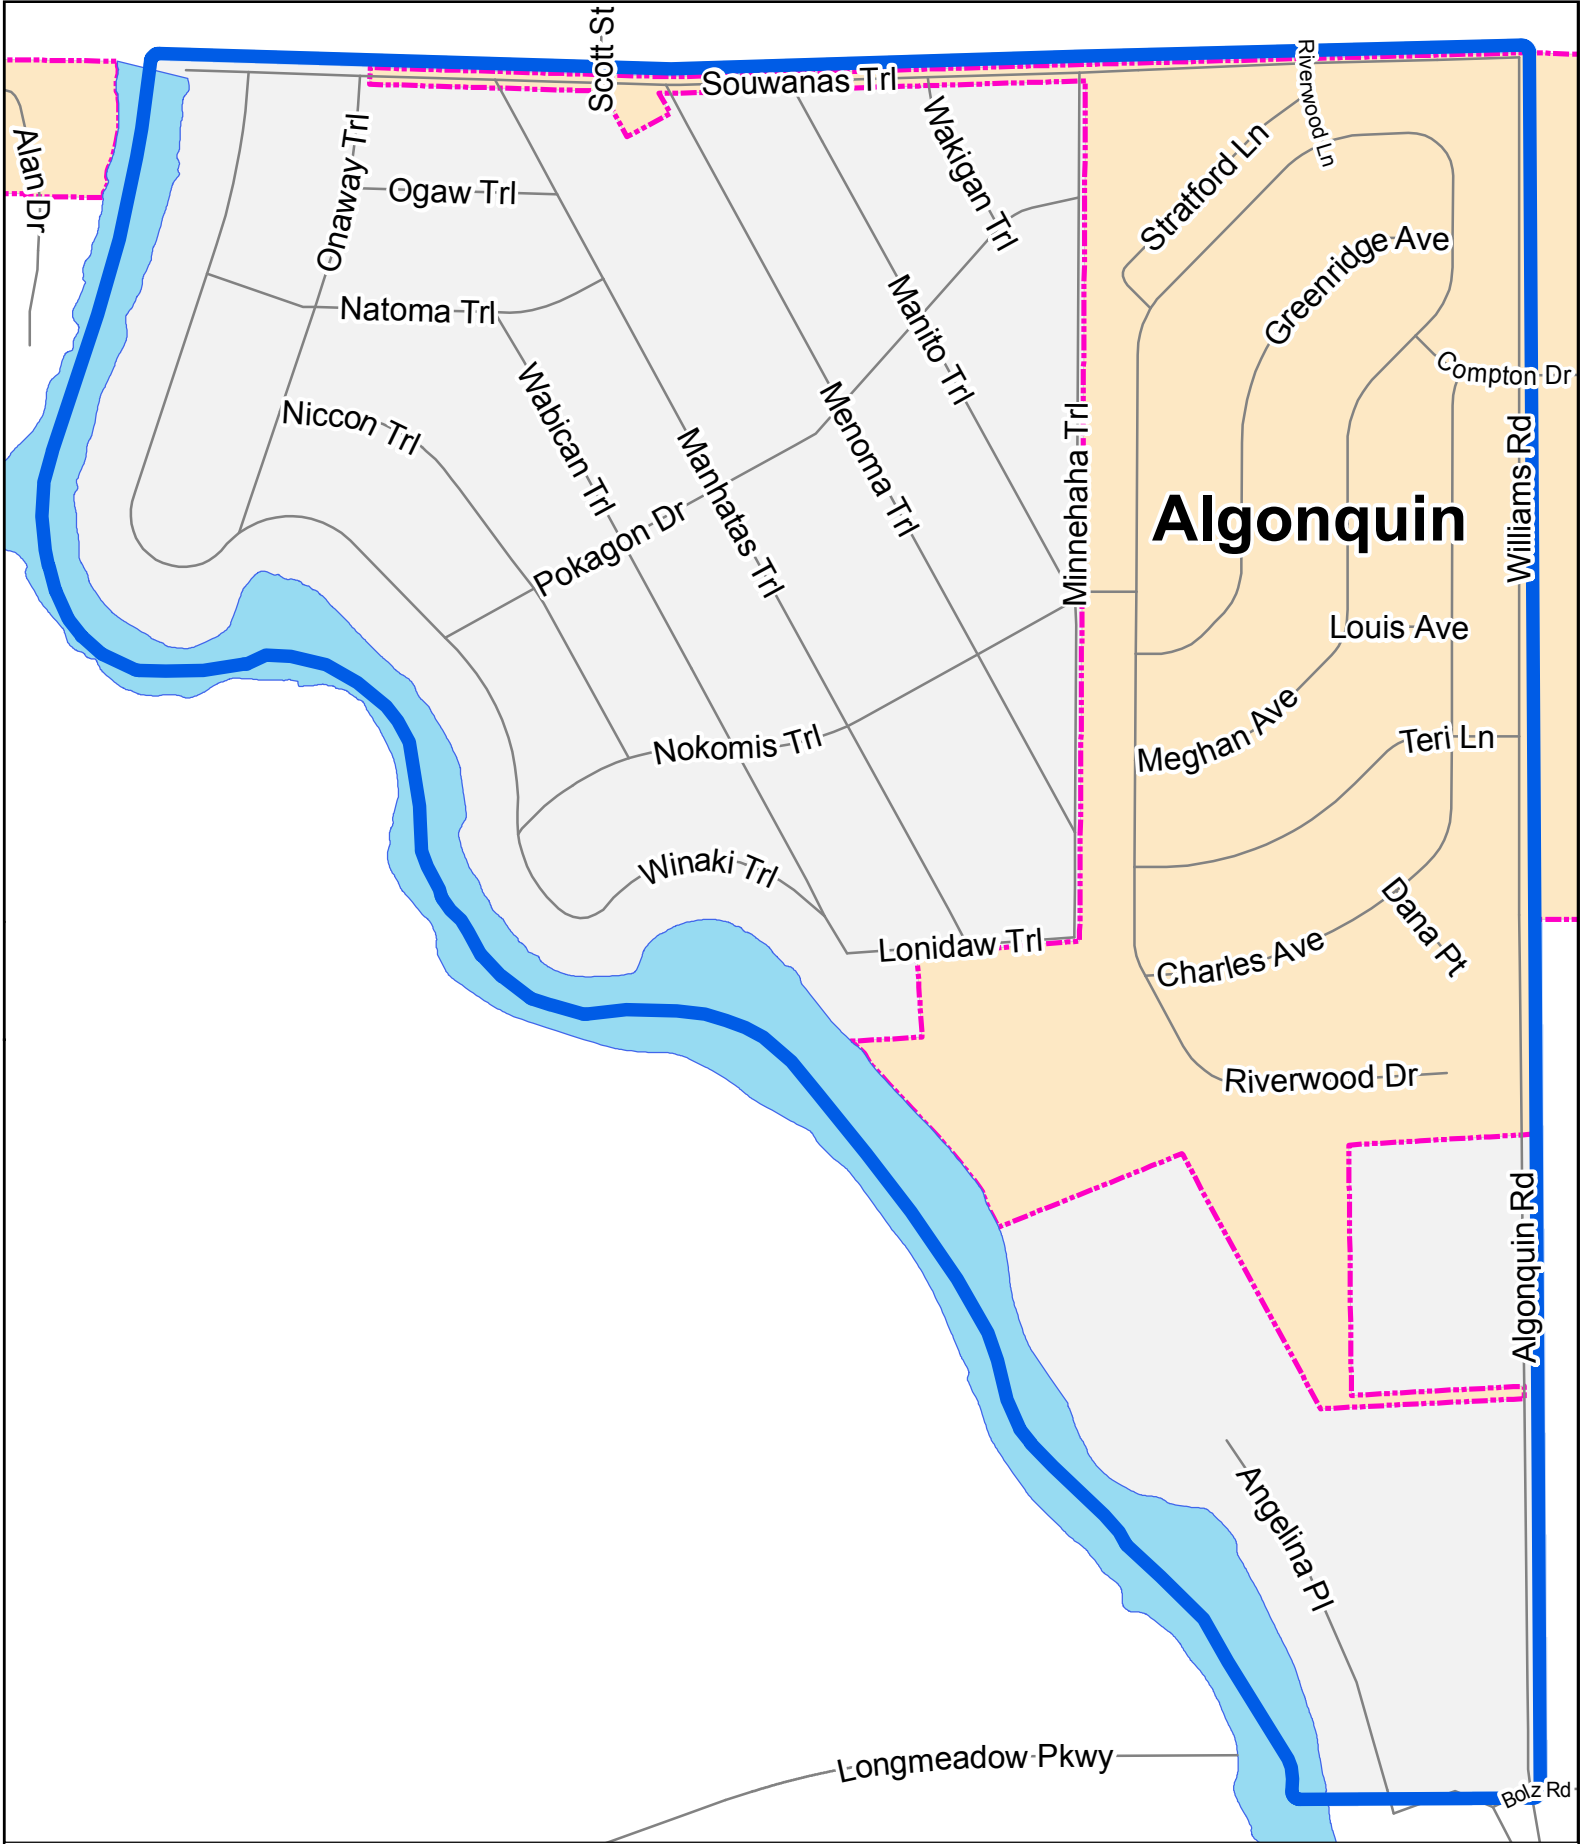 Scott St
Souwanas Trl
Riverwood Ln
Alan Dr
Onaway Trl
Ogaw Trl
Wakigan Trl
Stratford Ln
Greenridge Ave
Natoma Trl
Manito Trl
Compton Dr
Niccon Trl
Wabican Trl
Manhatas Trl
Menoma Trl
Minnehaha Trl
Williams Rd
Algonquin
Pokagon Dr
Louis Ave
Meghan Ave
Teri Ln
Nokomis Trl
Winaki Trl
Dana Pt
Lonidaw Trl
Charles Ave
Riverwood Dr
Algonquin Rd
Angelina Pl
Longmeadow Pkwy
Bolz Rd